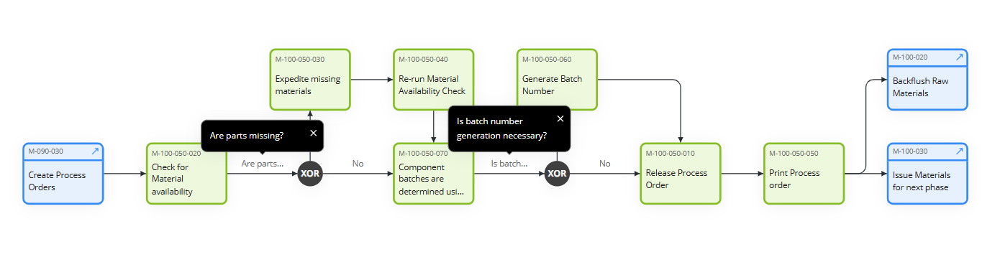 M-100-050-030
Expedite missing
materials
M-100-050-040
Re-run Material
Availability Check
M-100-050-060
Generate Batch
Number
M-100-020
Backflush Raw
Materials
Are parts missing?
Is batch number
generation necessary?
M-090-030
Create Process
Orders
M-100-050-020
Check for
Material
availability
Are parts...
XOR
No
M-100-050-070
Component
batches are
determined usi...
Is batch...
XOR
No
M-100-050-010
Release Process
Order
M-100-050-050
Print Process
order
M-100-030
Issue Materials
for next phase